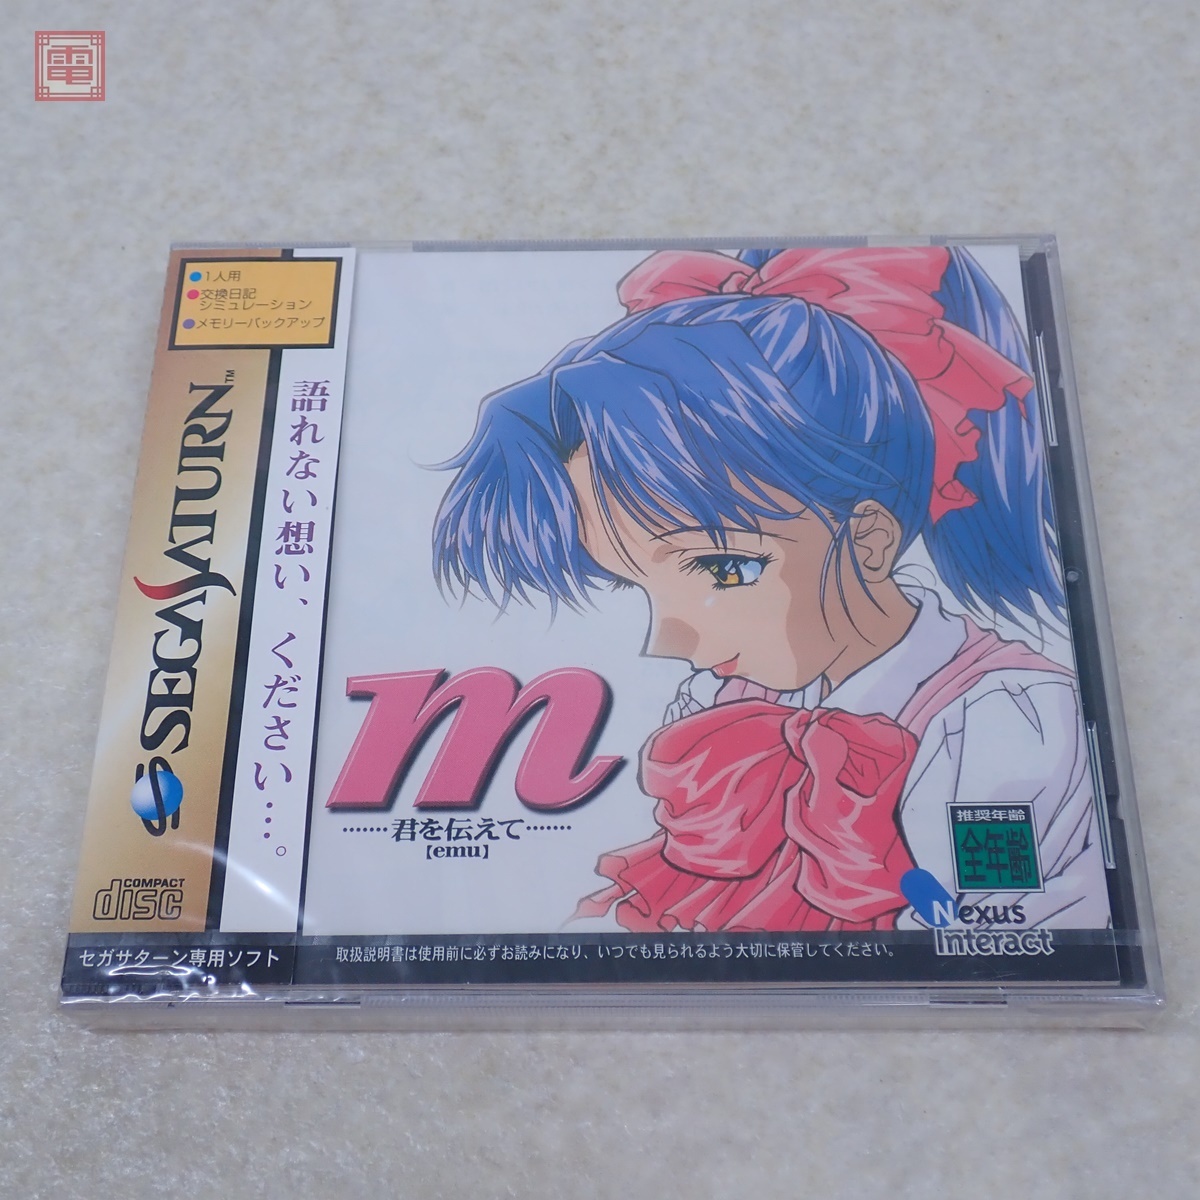 電
●1人用
●交換日記
シミュレーション
●メモリーバックアップ
SEGA SATURN™
語れない想い、ください…。
COMPACT
disc
セガサターン専用ソフト
m
……君を伝えて……
【emu】
推奨年齢
全年齢
Nexus
Interact
取扱説明書は使用前に必ずお読みになり、いつでも見られるよう大切に保管してください。